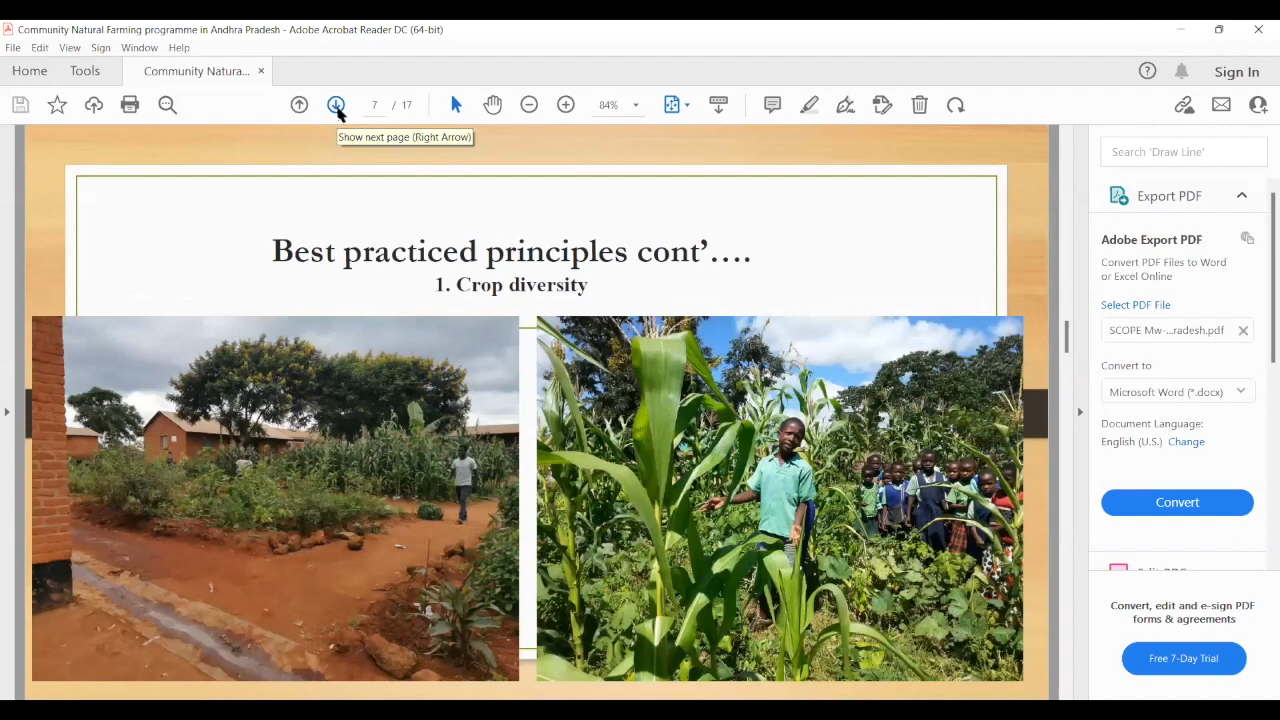 Community Natural Farming programme in Andhra Pradesh - Adobe Acrobat Reader DC (64-bit)
File Edit View Sign Window Help
Home Tools Community Natura... × Sign In
7 / 17 84%
Show next page (Right Arrow)
Search 'Draw Line'
Export PDF
Adobe Export PDF
Convert PDF Files to Word
or Excel Online
Select PDF File
SCOPE Mw-...radesh.pdf
Convert to
Microsoft Word (*.docx)
Document Language:
English (U.S.) Change
Convert
Convert, edit and e-sign PDF
forms & agreements
Free 7-Day Trial
Best practiced principles cont’....
1. Crop diversity